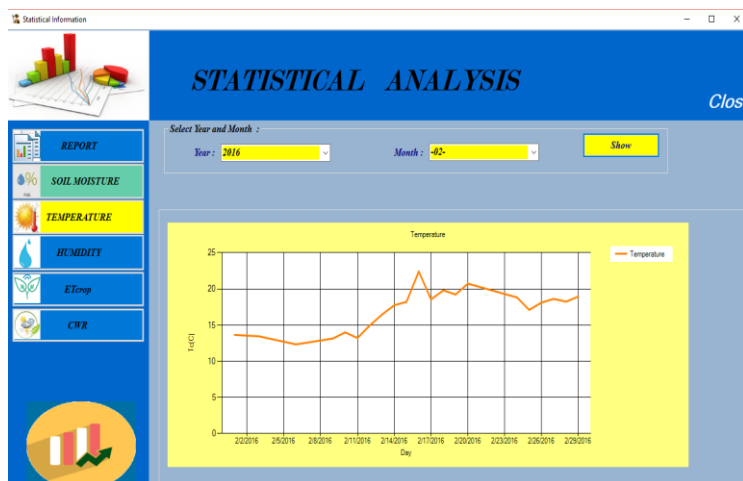 Statistical Information
STATISTICAL ANALYSIS
Clos
REPORT
SOIL MOISTURE
TEMPERATURE
HUMIDITY
ETcrop
CWR
Select Year and Month :
Year : 2016 Month : -02- Show
Temperature
Temperature
Tc(C)
25
20
15
10
5
0
2/2/2016 2/5/2016 2/8/2016 2/11/2016 2/14/2016 2/17/2016 2/20/2016 2/23/2016 2/26/2016 2/29/2016
Day